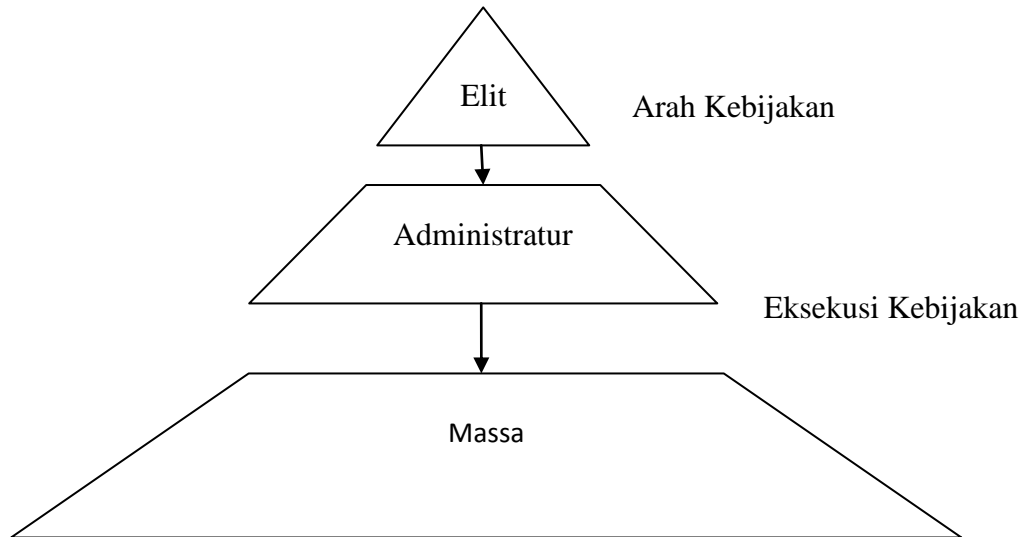 Elit
Arah Kebijakan
Administratur
Eksekusi Kebijakan
Massa